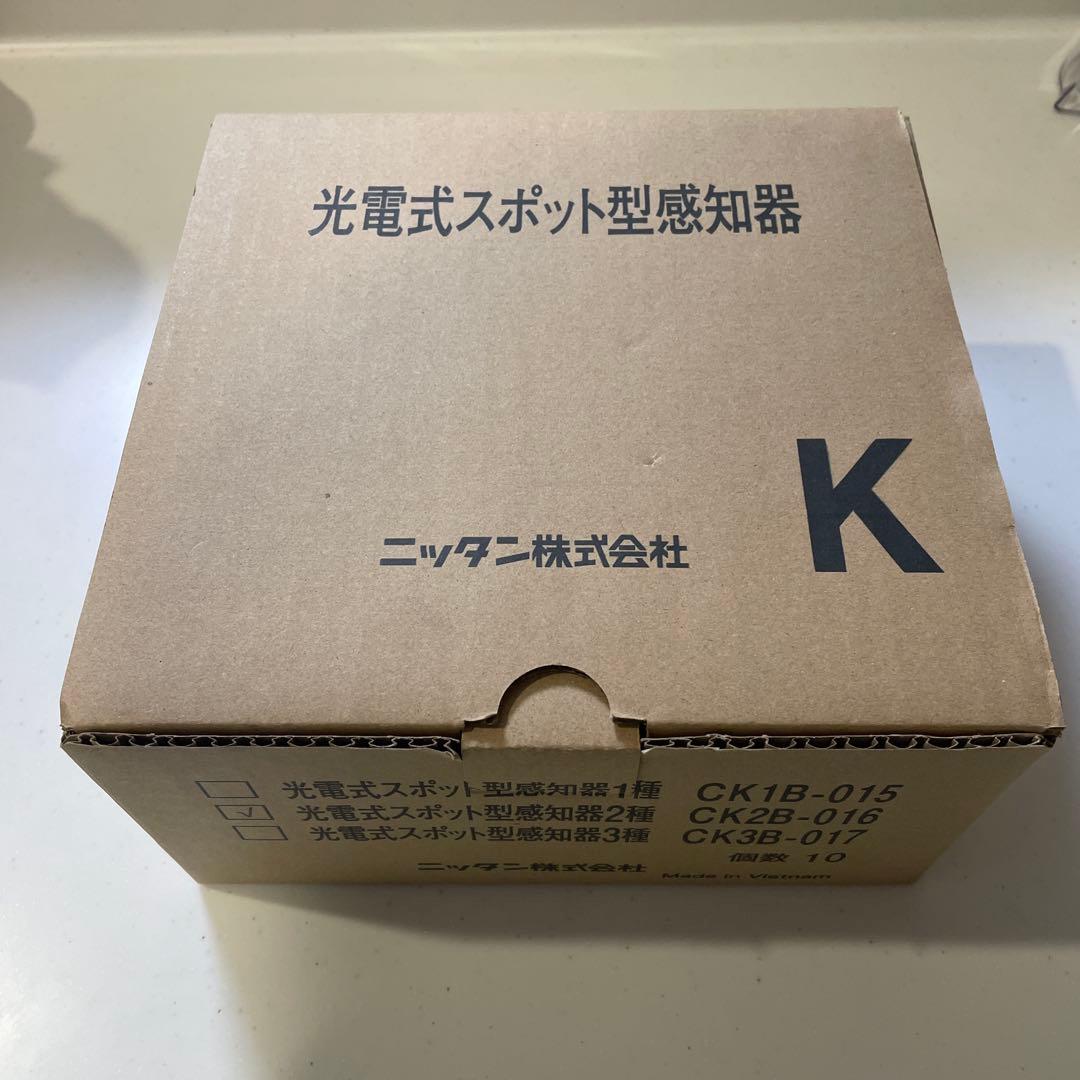 光電式スポット型感知器
K
ニッタン株式会社
光電式スポット型感知器1種 CK1B-015
√ 光電式スポット型感知器2種 CK2B-016
光電式スポット型感知器3種 CK3B-017
個数 10
ニッタン株式会社 Made in Vietnam